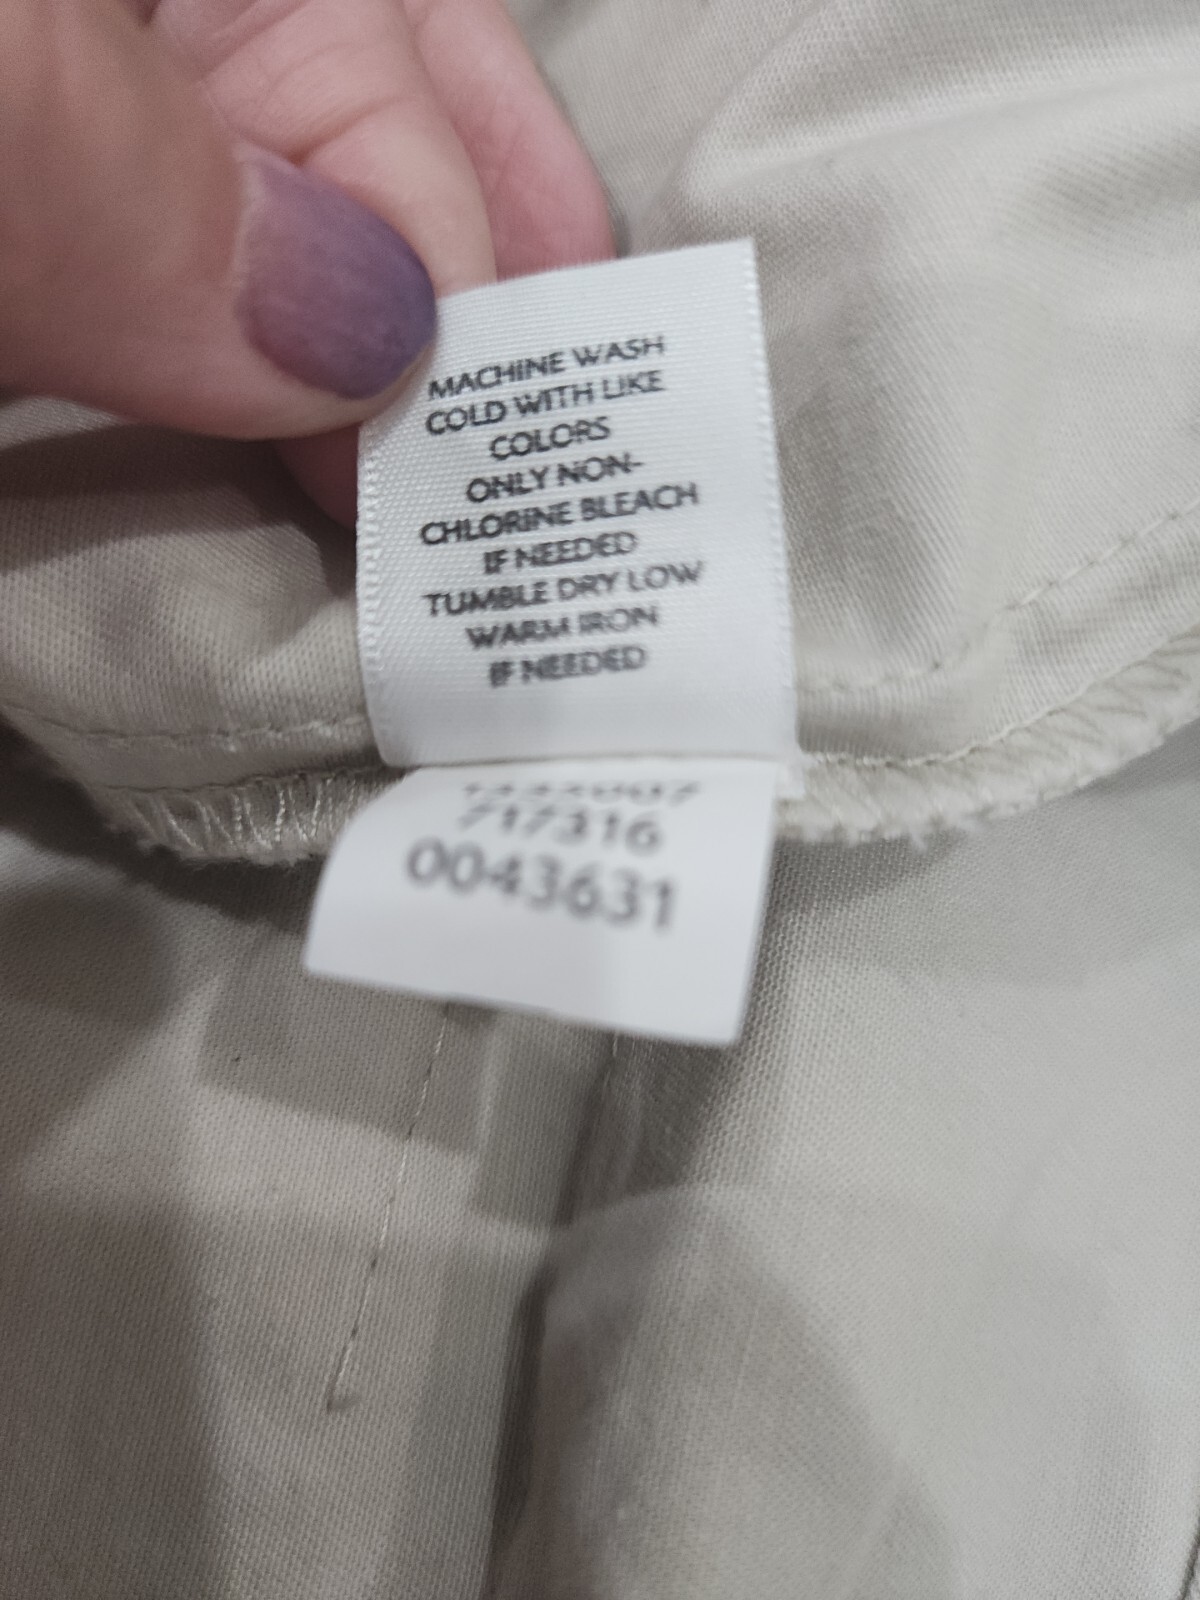 MACHINE WASH
COLD WITH LIKE
COLORS
ONLY NON-
CHLORINE BLEACH
IF NEEDED
TUMBLE DRY LOW
WARM IRON
IF NEEDED
717316
0043631